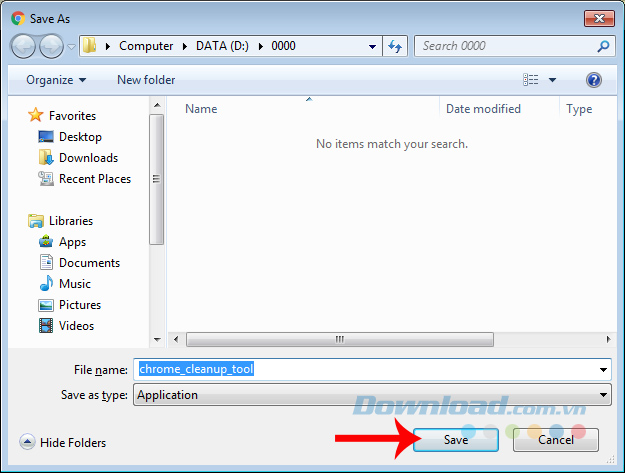 Save As
Computer DATA (D:) 0000
Search 0000
Organize New folder
Name Date modified Type
No items match your search.
Favorites
Desktop
Downloads
Recent Places
Libraries
Apps
Documents
Music
Pictures
Videos
File name: chrome_cleanup_tool
Save as type: Application
Download.com.vn
Hide Folders Save Cancel